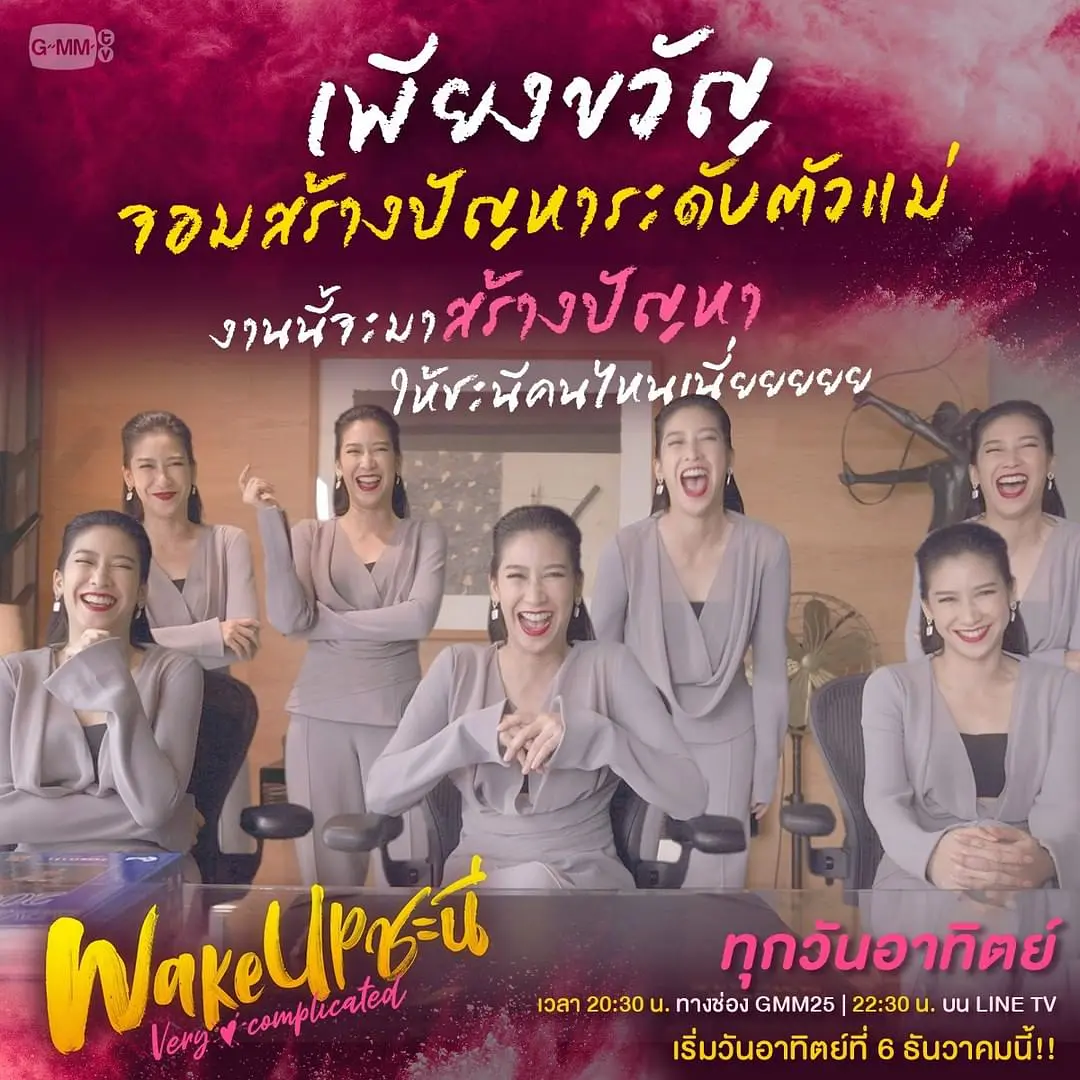 GMM
TV
เพียงขวัญ
จอมสร้างปัญหาระดับตัวแม่
งานนี้จะมาสร้างปัญหา
ให้ชะนีคนไหนเนี่ยยยยย
WakeUpชะนี
Very complicated
ทุกวันอาทิตย์
เวลา 20:30 น. ทางช่อง GMM25 | 22:30 น. บน LINE TV
เริ่มวันอาทิตย์ที่ 6 ธันวาคมนี้!!